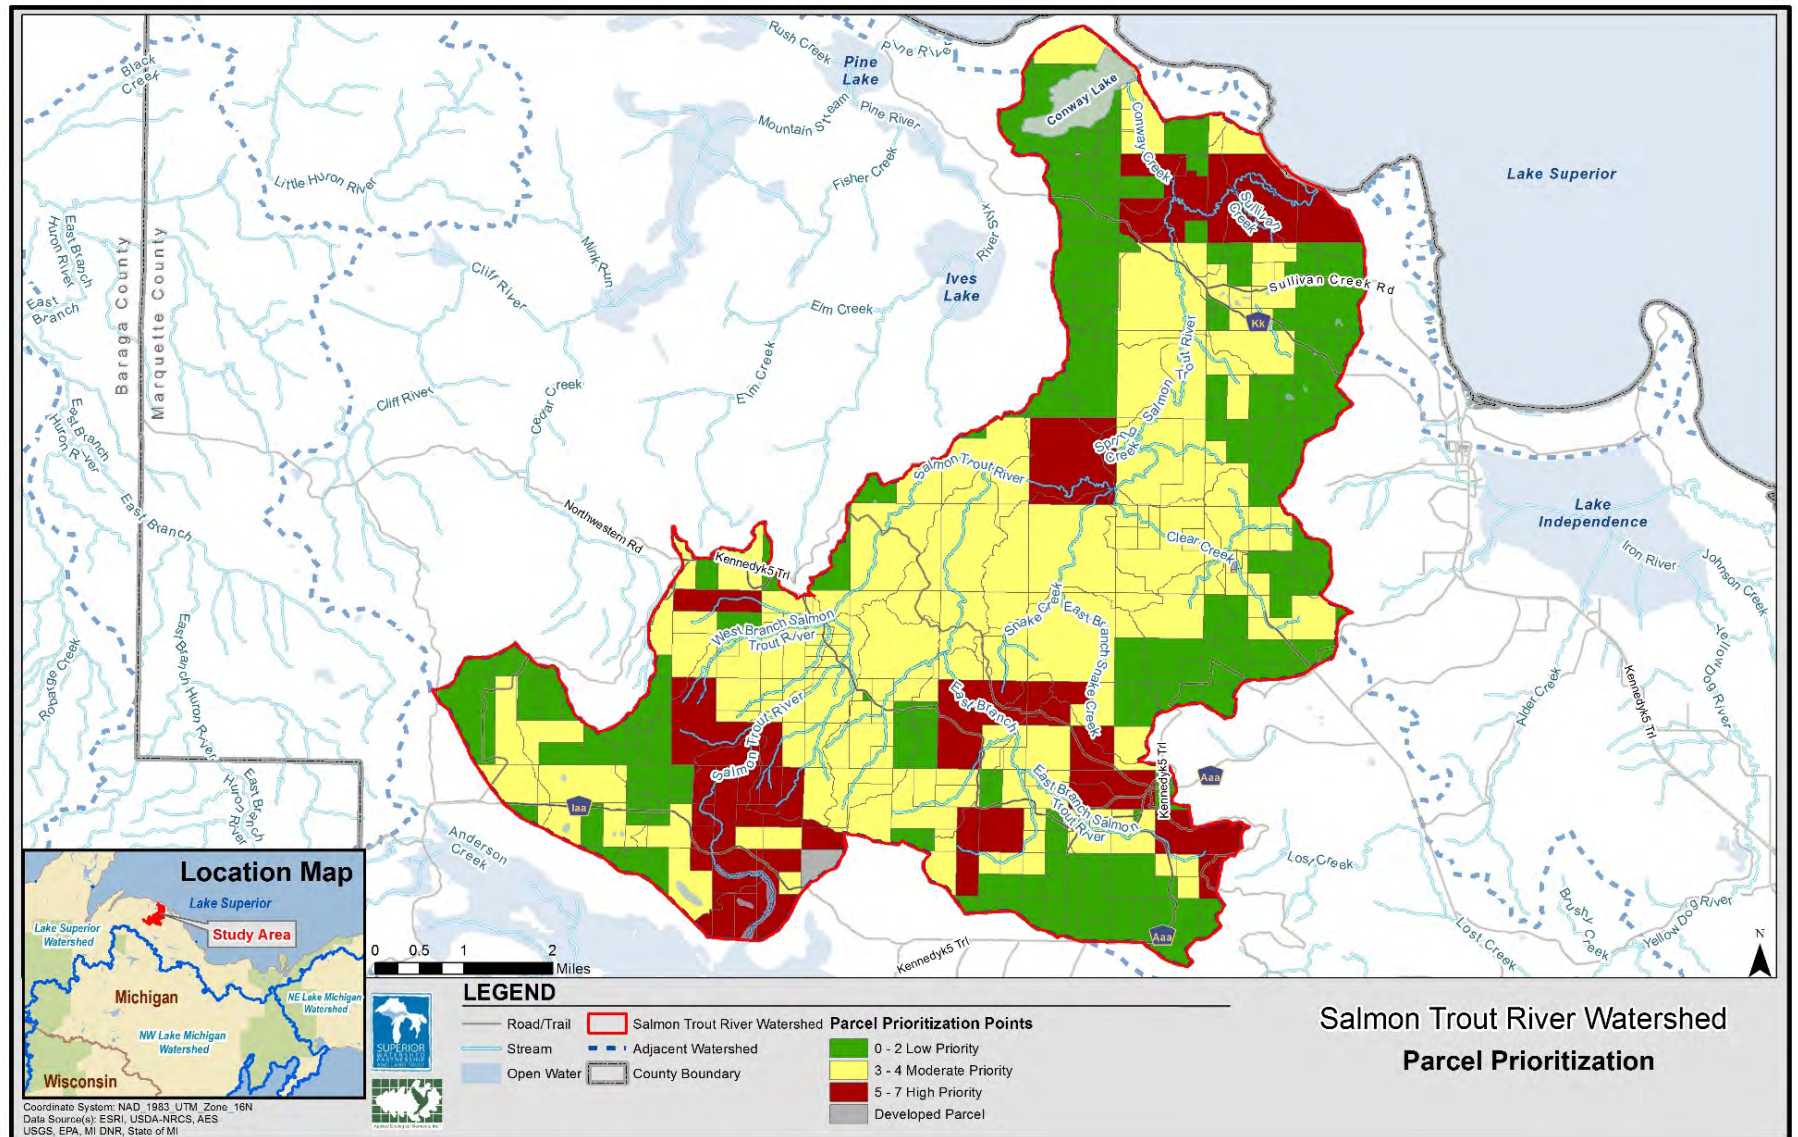 Black
Creek
Rush Creek
Pine River
Pine
Lake
Mountain Stream
Pine River
Conway Lake
Conway Creek
Lake Superior
Little Huron River
Fisher Creek
River Styx
Sullivan
Creek
East Branch
Huron River
East
Branch
Baraga County
Marquette County
Cliff River
Mink Run
Ives
Lake
Elm Creek
Sullivan Creek Rd
Kk
Elm Creek
Salmon Trout River
Cliff River
Cedar Creek
East Branch
Huron River
Spring
Creek
Salmon Trout River
East Branch
Northwestern Rd
Lake
Independence
Kennedyk5 Trl
Clear Creek
Iron River
Johnson Creek
West Branch Salmon
Trout River
Snake Creek
East Branch Snake Creek
East Branch Huron River
Yellow Dog River
Kennedyk5 Trl
Alder Creek
Salmon Trout River
East Branch
Kennedyk5 Trl
Aaa
East Branch Salmon
Trout River
East Branch
Huron River
Iaa
Anderson
Creek
Lost Creek
Brushy
Creek
Lost Creek
Yellow Dog River
Aaa
Kennedyk5 Trl
N
Location Map
Lake Superior
Study Area
Lake Superior
Watershed
Michigan
NE Lake Michigan
Watershed
NW Lake Michigan
Watershed
Wisconsin
0 0.5 1 2
Miles
LEGEND
Road/Trail
Stream
Open Water
Salmon Trout River Watershed
Adjacent Watershed
County Boundary
Parcel Prioritization Points
0 - 2 Low Priority
3 - 4 Moderate Priority
5 - 7 High Priority
Developed Parcel
Salmon Trout River Watershed
Parcel Prioritization
SUPERIOR
WATERSHED
PARTNERSHIP
AND LAND TRUST
Applied Ecological Services, Inc.
Coordinate System: NAD_1983_UTM_Zone_16N
Data Source(s): ESRI, USDA-NRCS, AES
USGS, EPA, MI DNR, State of MI